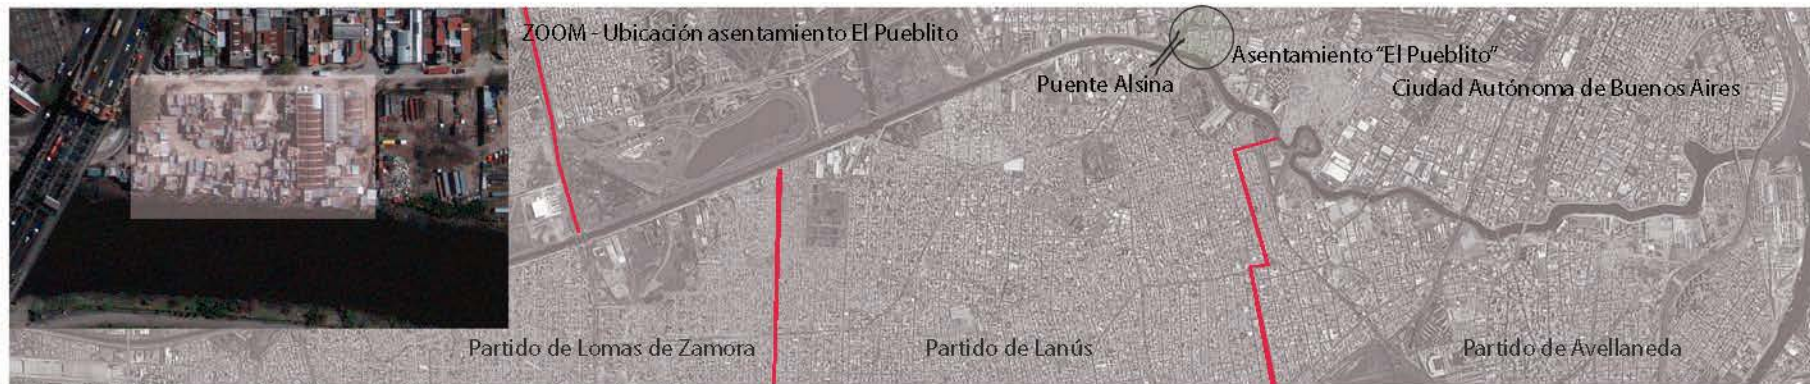 ZOOM - Ubicación asentamiento El Pueblito
Asentamiento "El Pueblito"
Puente Alsina
Ciudad Autónoma de Buenos Aires
Partido de Lomas de Zamora
Partido de Lanús
Partido de Avellaneda